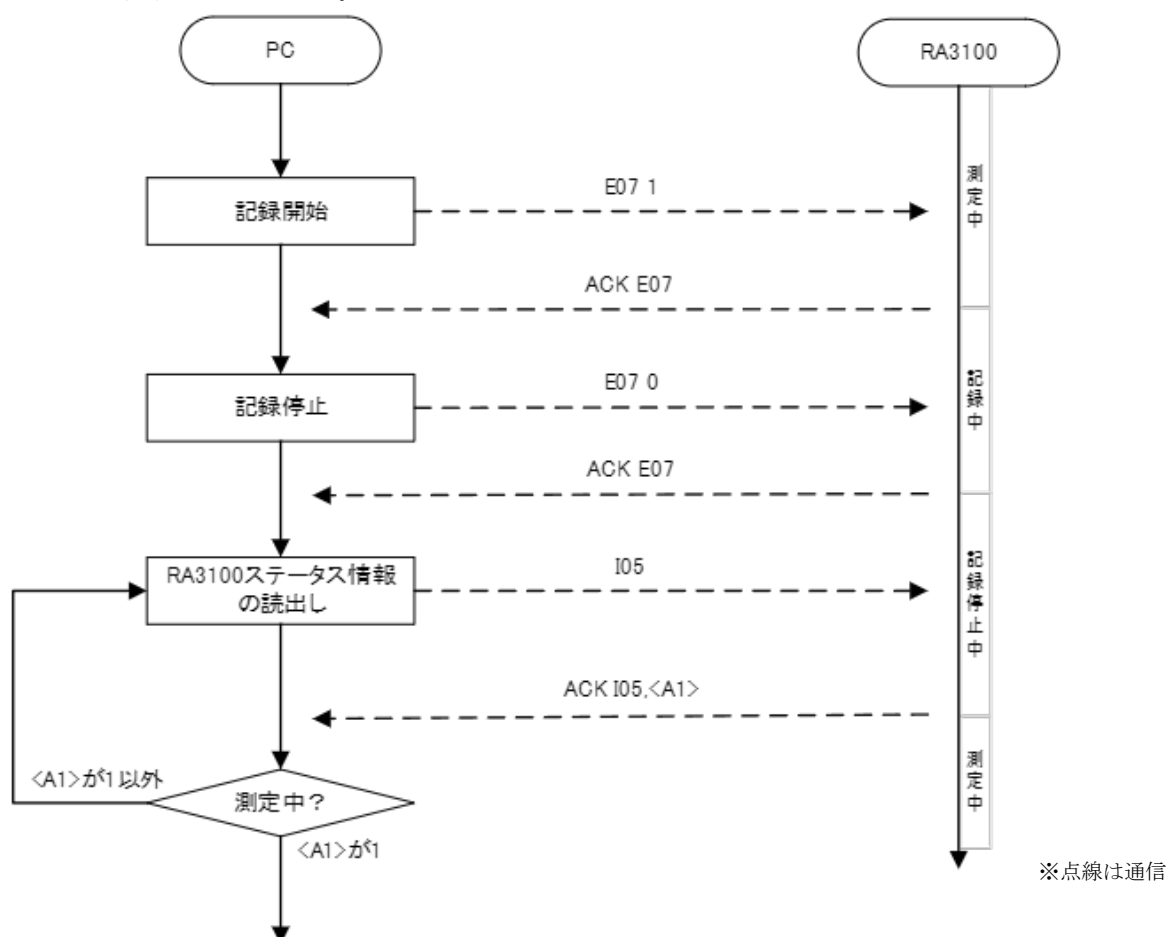 PC
RA3100
測定中
記録開始
E07 1
ACK E07
記録中
記録停止
E07 0
ACK E07
記録停止中
RA3100ステータス情報
の読出し
I05
ACK I05,<A1>
測定中
<A1>が1以外
測定中?
<A1>が1
※点線は通信